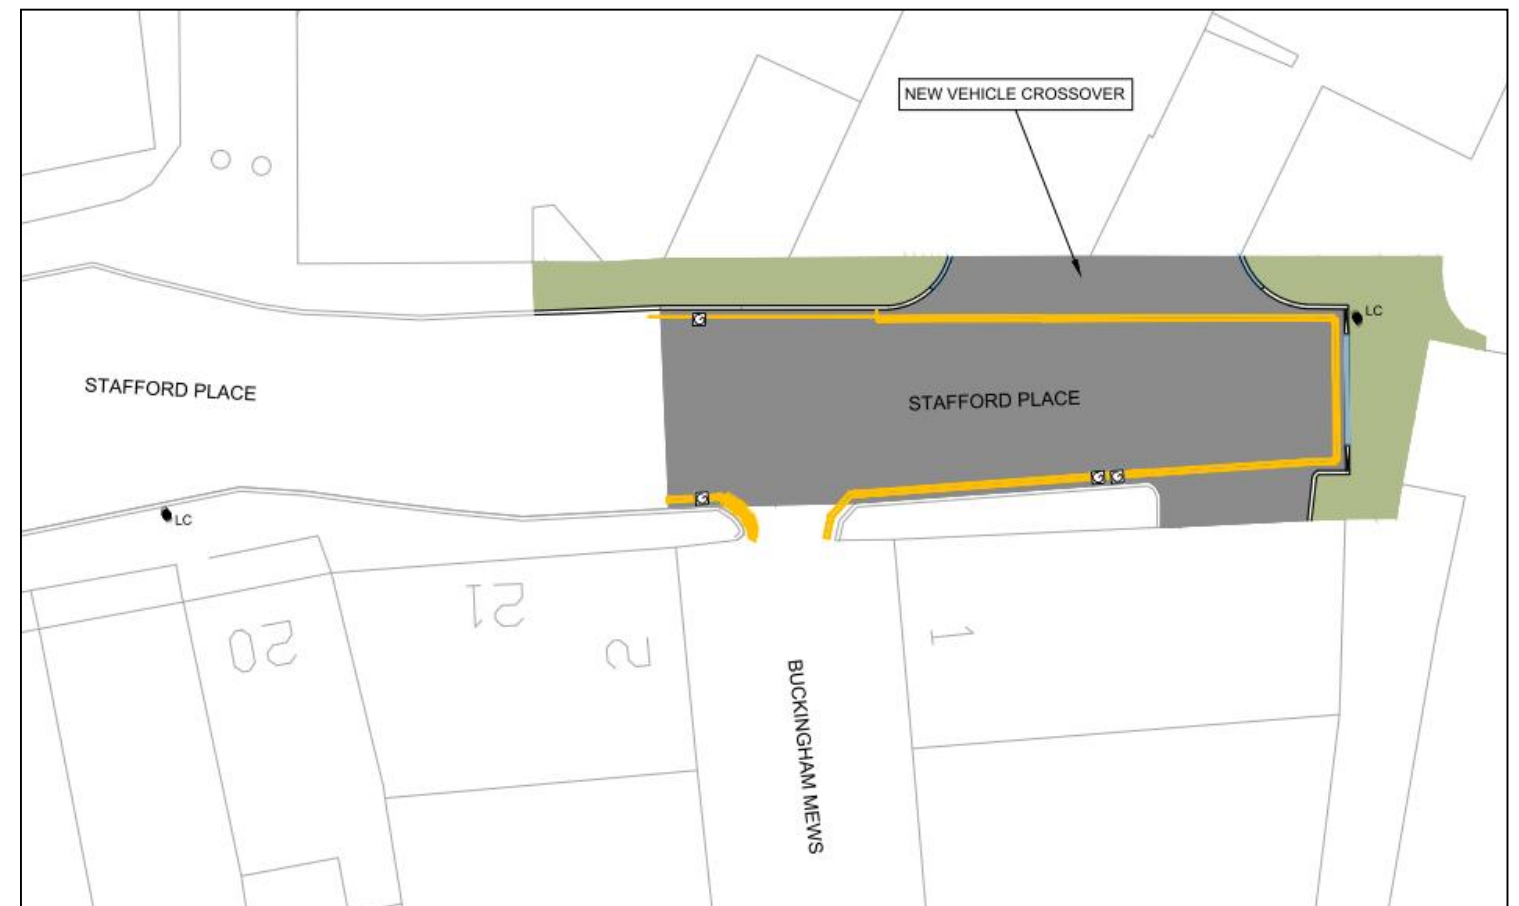 NEW VEHICLE CROSSOVER
LC
STAFFORD PLACE
STAFFORD PLACE
LC
21
20
2
1
BUCKINGHAM MEWS